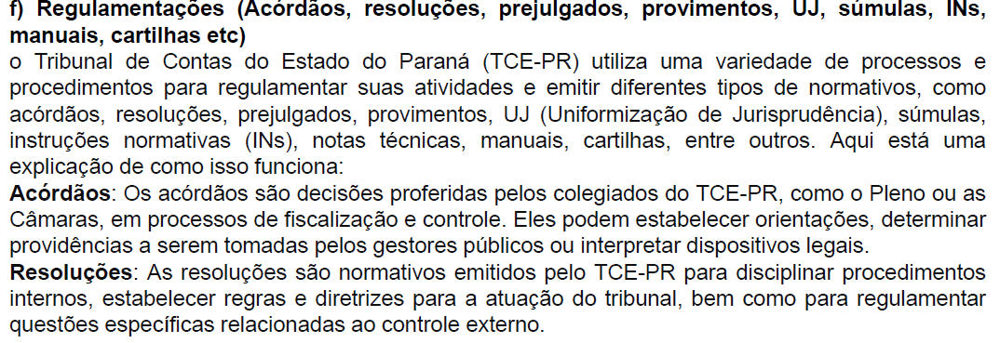 f) Regulamentações (Acórdãos, resoluções, prejulgados, provimentos, UJ, súmulas, INs,
manuais, cartilhas etc)
o Tribunal de Contas do Estado do Paraná (TCE-PR) utiliza uma variedade de processos e
procedimentos para regulamentar suas atividades e emitir diferentes tipos de normativos, como
acórdãos, resoluções, prejulgados, provimentos, UJ (Uniformização de Jurisprudência), súmulas,
instruções normativas (INs), notas técnicas, manuais, cartilhas, entre outros. Aqui está uma
explicação de como isso funciona:
Acórdãos: Os acórdãos são decisões proferidas pelos colegiados do TCE-PR, como o Pleno ou as
Câmaras, em processos de fiscalização e controle. Eles podem estabelecer orientações, determinar
providências a serem tomadas pelos gestores públicos ou interpretar dispositivos legais.
Resoluções: As resoluções são normativos emitidos pelo TCE-PR para disciplinar procedimentos
internos, estabelecer regras e diretrizes para a atuação do tribunal, bem como para regulamentar
questões específicas relacionadas ao controle externo.